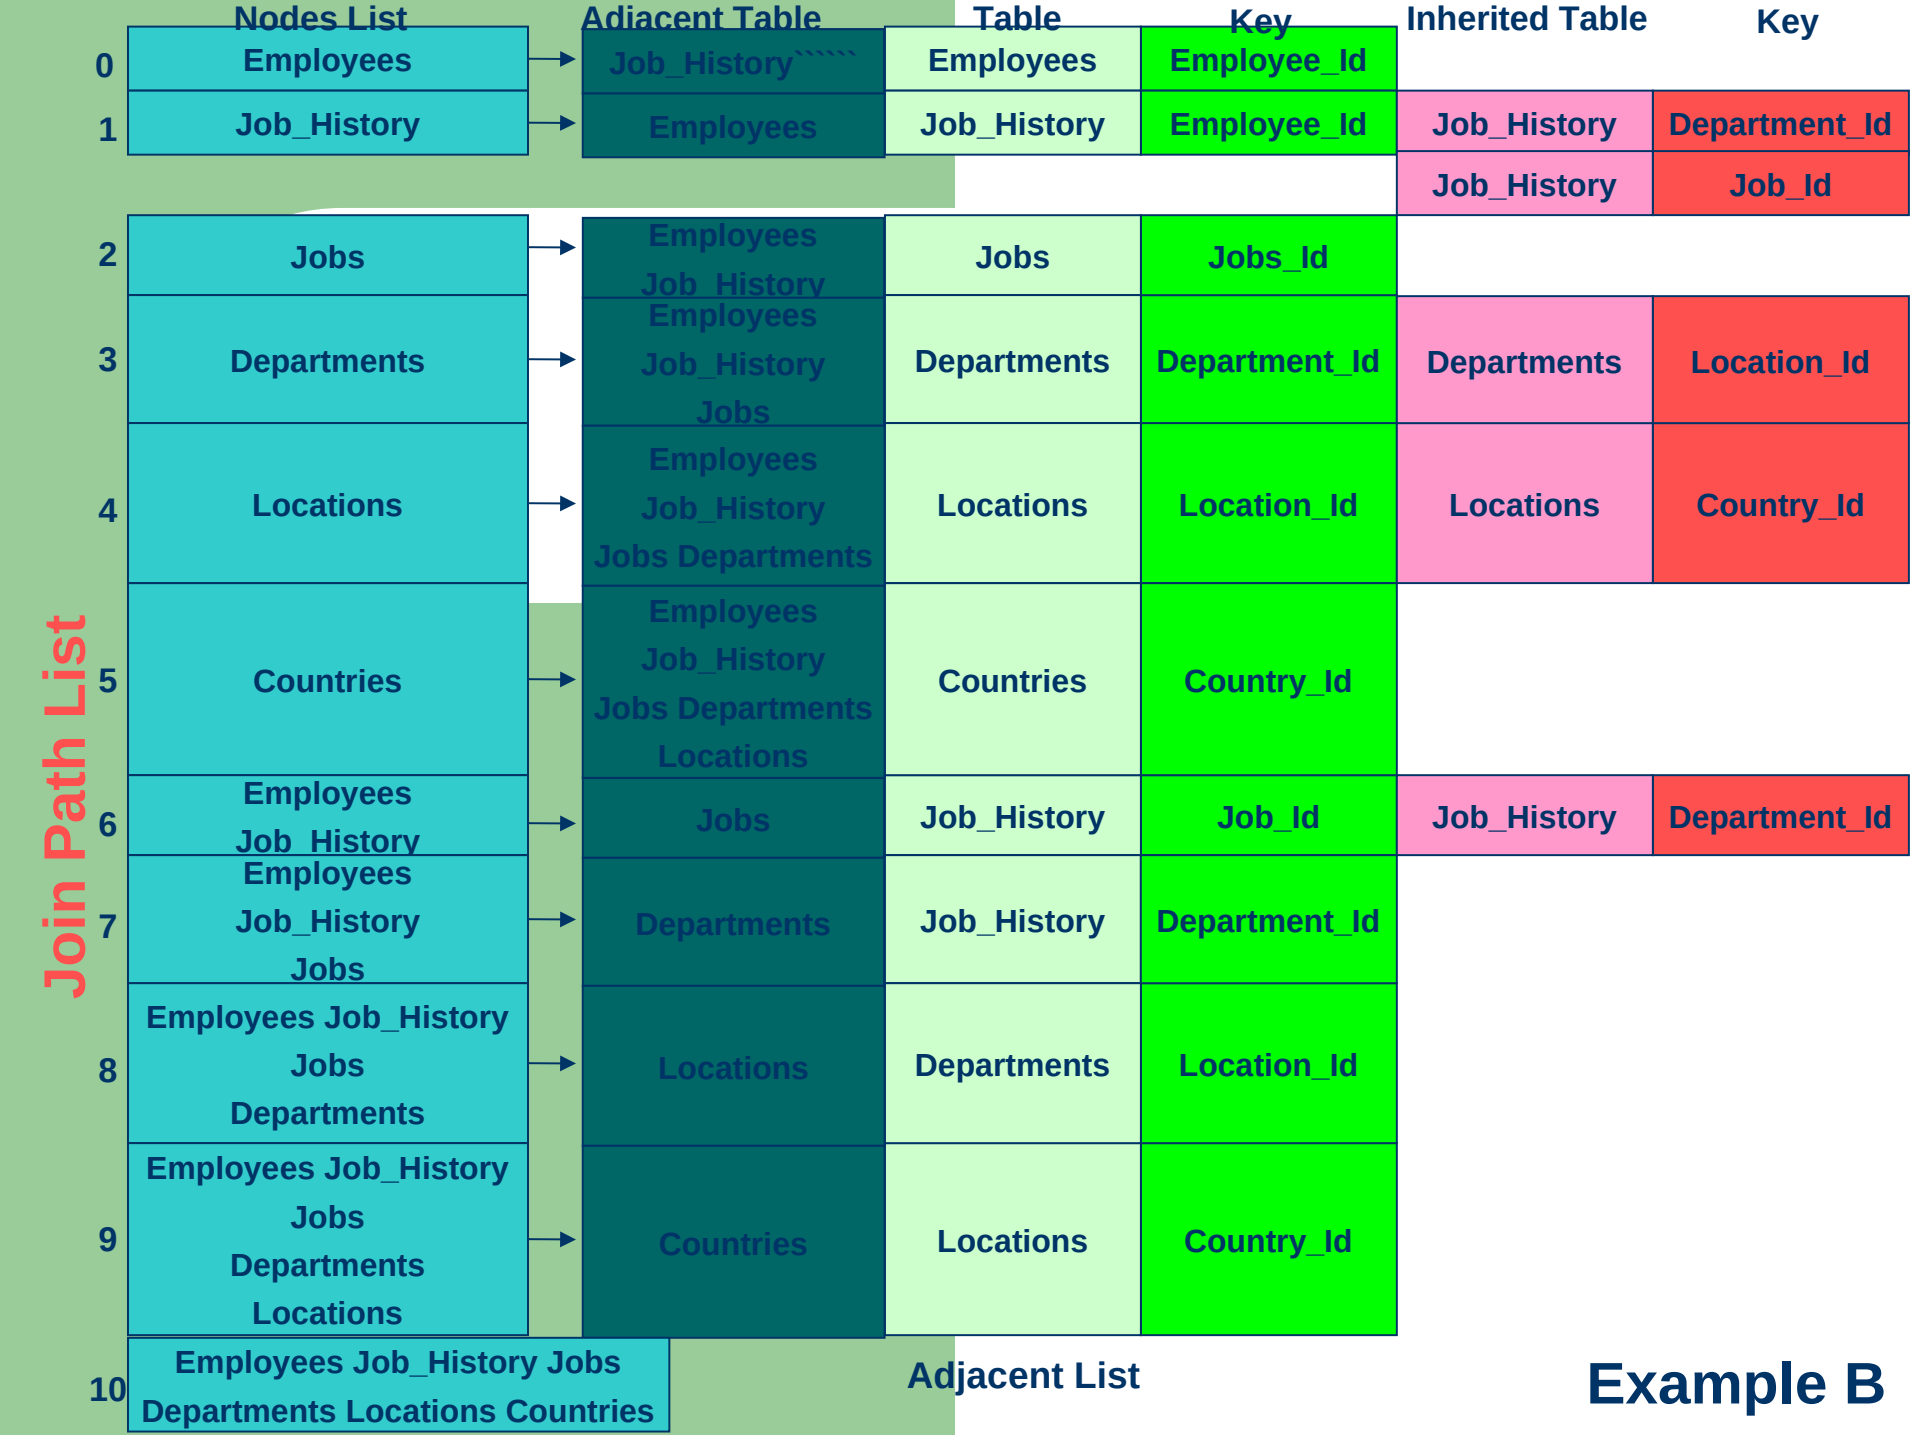 Nodes List Adjacent Table Table Key Inherited Table Key
0 Employees Job_History`````` Employees Employee_Id
1 Job_History Employees Job_History Employee_Id Job_History Department_Id
Job_History Job_Id
2 Jobs Employees Jobs Jobs_Id
Job_History
3 Departments Employees Departments Department_Id Departments Location_Id
Job_History
Jobs
4 Locations Employees Locations Location_Id Locations Country_Id
Job_History
Jobs Departments
5 Countries Employees Countries Country_Id
Job_History
Jobs Departments
Locations
6 Employees Jobs Job_History Job_Id Job_History Department_Id
Job_History
7 Employees Departments Job_History Department_Id
Job_History
Jobs
8 Employees Job_History Locations Departments Location_Id
Jobs
Departments
9 Employees Job_History Countries Locations Country_Id
Jobs
Departments
Locations
10 Employees Job_History Jobs
Departments Locations Countries
Join Path List
Adjacent List
Example B